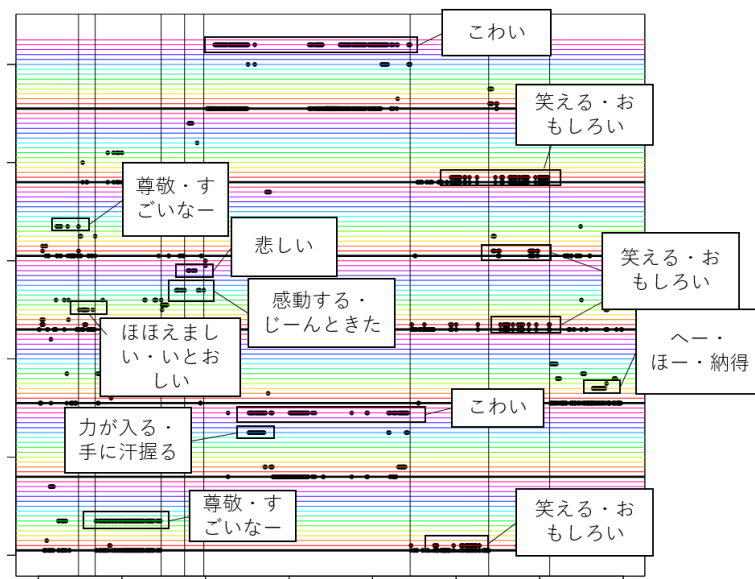 こわい
笑える・お
もしろい
尊敬・す
ごいなー
悲しい
笑える・お
もしろい
感動する・
じーんときた
ほほえまし
い・いとお
しい
へー・
ほー・納得
こわい
力が入る・
手に汗握る
尊敬・す
ごいなー
笑える・お
もしろい